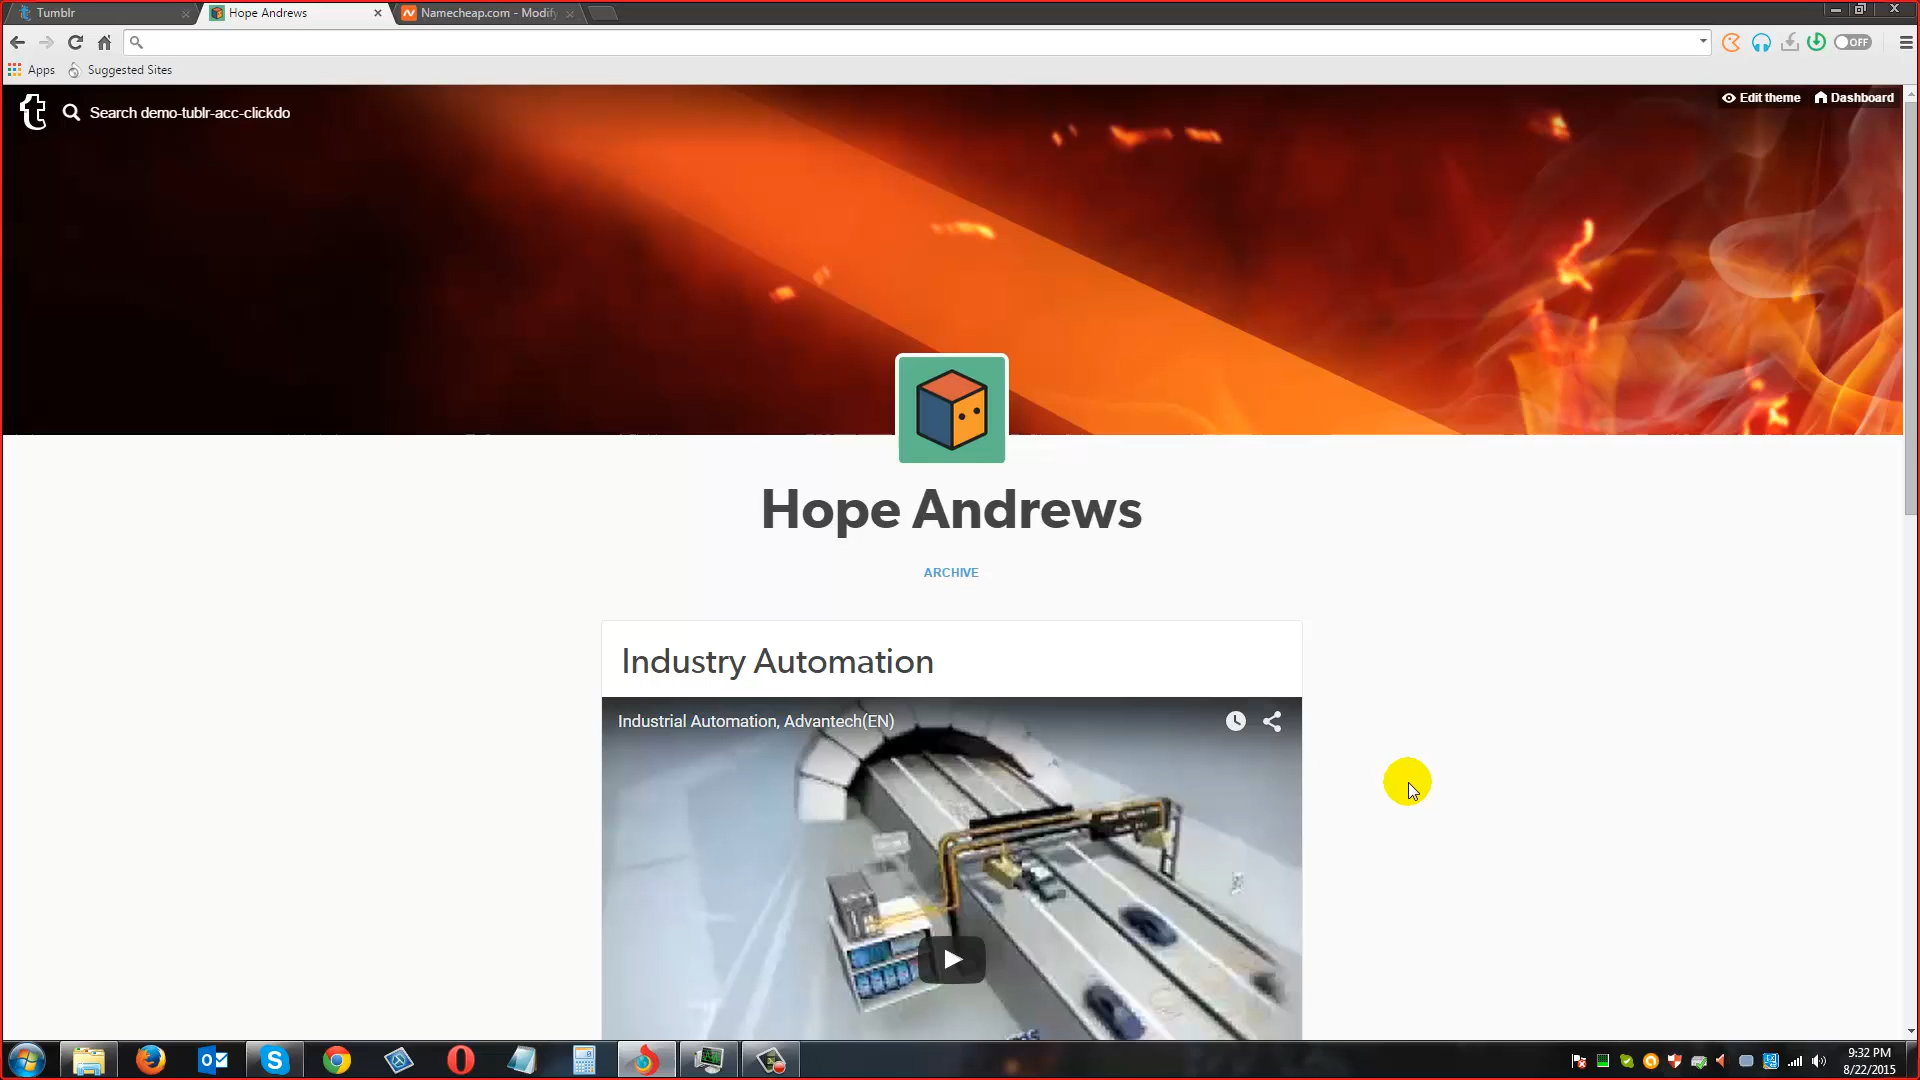 Tumblr
Hope Andrews
Namecheap.com - Modify
OFF
Apps
Suggested Sites
Search demo-tublr-acc-clickdo
Edit theme
Dashboard
Hope Andrews
ARCHIVE
Industry Automation
Industrial Automation, Advantech(EN)
9:32 PM
8/22/2015